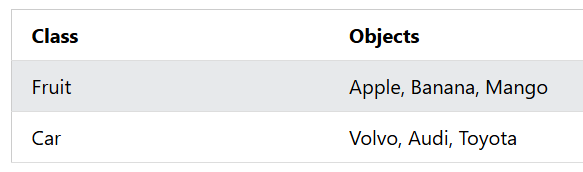 Class Objects
Fruit Apple, Banana, Mango
Car Volvo, Audi, Toyota